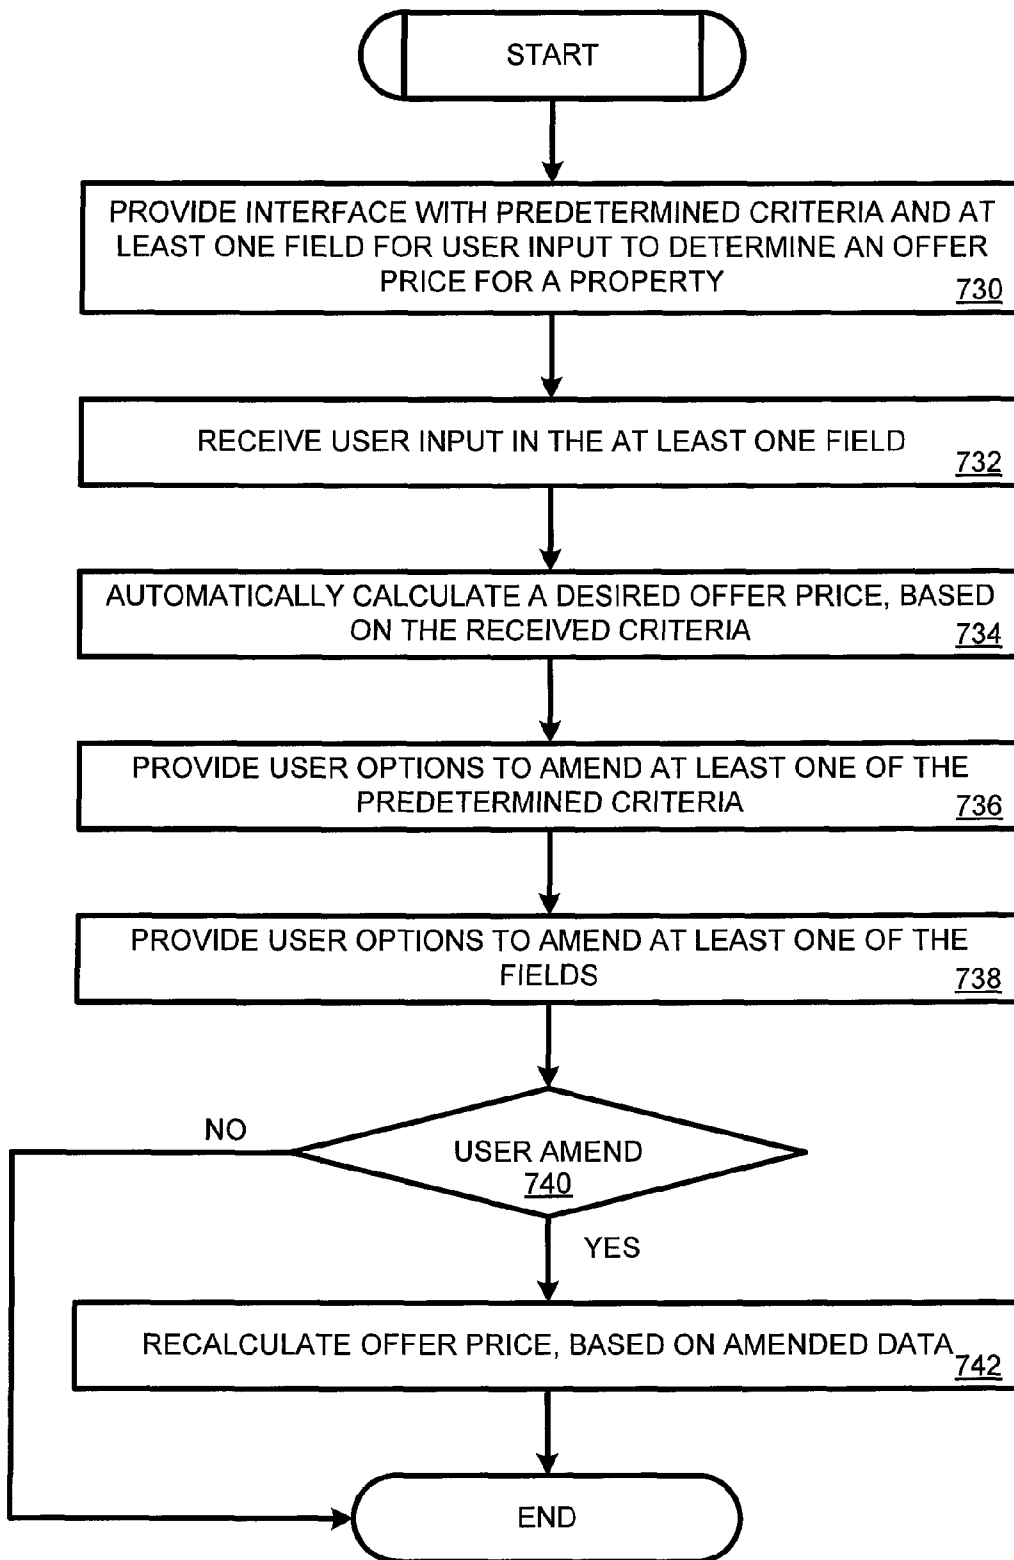 START
PROVIDE INTERFACE WITH PREDETERMINED CRITERIA AND AT
LEAST ONE FIELD FOR USER INPUT TO DETERMINE AN OFFER
PRICE FOR A PROPERTY
730
RECEIVE USER INPUT IN THE AT LEAST ONE FIELD
732
AUTOMATICALLY CALCULATE A DESIRED OFFER PRICE, BASED
ON THE RECEIVED CRITERIA
734
PROVIDE USER OPTIONS TO AMEND AT LEAST ONE OF THE
PREDETERMINED CRITERIA
736
PROVIDE USER OPTIONS TO AMEND AT LEAST ONE OF THE
FIELDS
738
NO
USER AMEND
740
YES
RECALCULATE OFFER PRICE, BASED ON AMENDED DATA
742
END